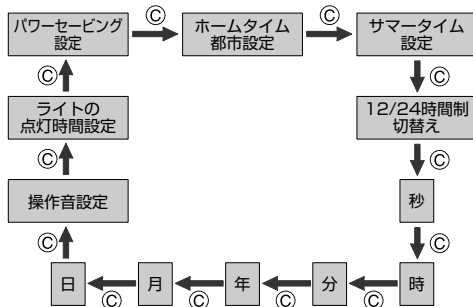 パワーセービング
設定
Ⓒ
ホームタイム
都市設定
Ⓒ
サマータイム
設定
Ⓒ
12/24時間制
切替え
Ⓒ
秒
Ⓒ
時
Ⓒ
分
Ⓒ
年
Ⓒ
月
Ⓒ
日
Ⓒ
操作音設定
Ⓒ
ライトの
点灯時間設定
Ⓒ